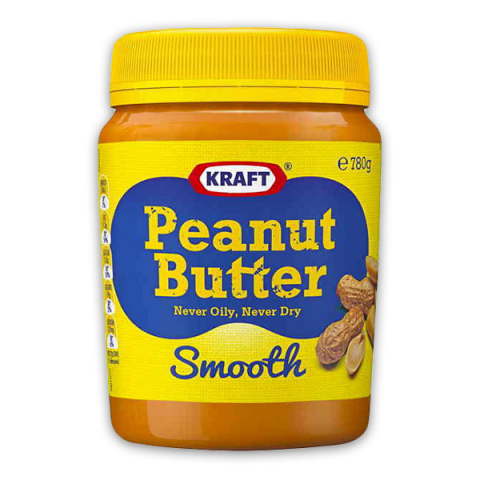 KRAFT®
℮ 780g
Peanut
Butter
Never Oily, Never Dry
Smooth